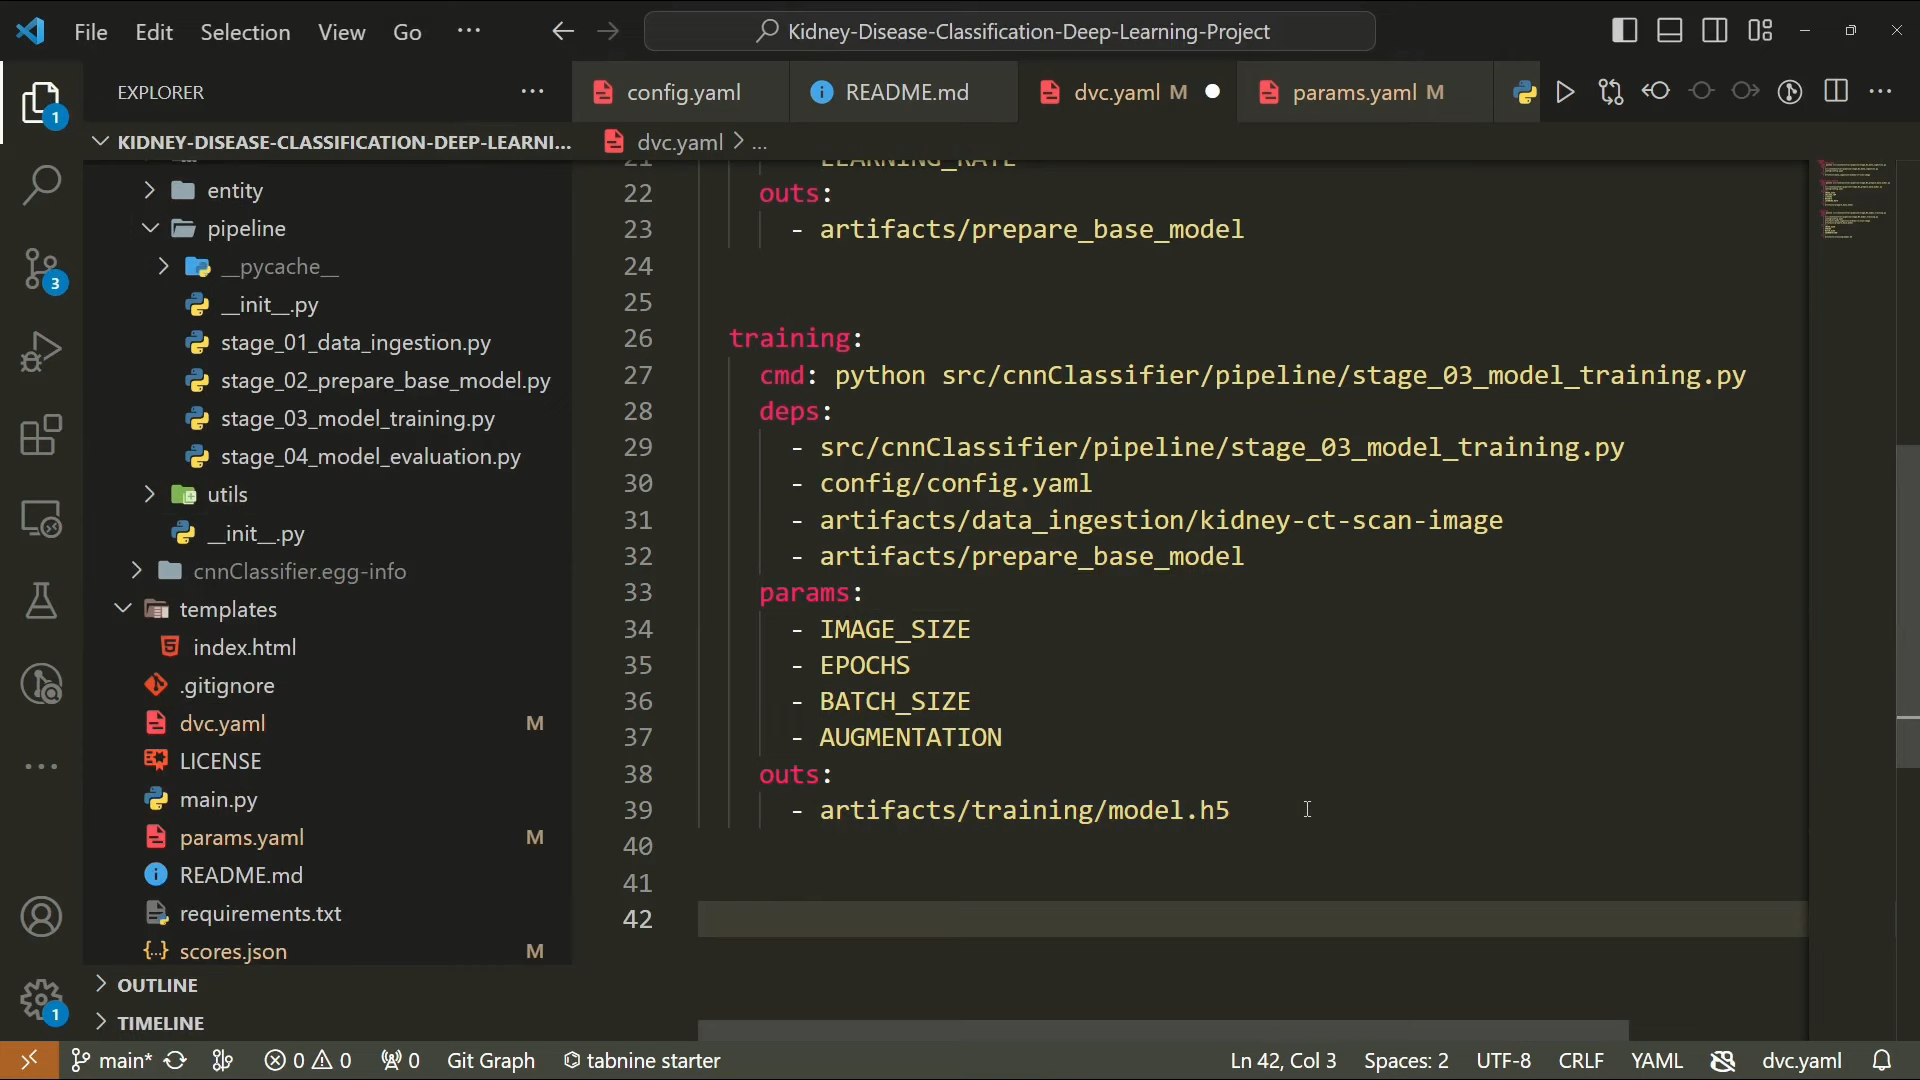 File Edit Selection View Go ···
Kidney-Disease-Classification-Deep-Learning-Project
EXPLORER
config.yaml
README.md
dvc.yaml M
params.yaml M
KIDNEY-DISEASE-CLASSIFICATION-DEEP-LEARNI...
dvc.yaml > ...
entity
pipeline
__pycache__
__init__.py
stage_01_data_ingestion.py
stage_02_prepare_base_model.py
stage_03_model_training.py
stage_04_model_evaluation.py
utils
__init__.py
cnnClassifier.egg-info
templates
index.html
.gitignore
dvc.yaml M
LICENSE
main.py
params.yaml M
README.md
requirements.txt
scores.json M
OUTLINE
TIMELINE
1
3
1
21 LEARNING_RATE
22 outs:
23 - artifacts/prepare_base_model
24
25
26 training:
27 cmd: python src/cnnClassifier/pipeline/stage_03_model_training.py
28 deps:
29 - src/cnnClassifier/pipeline/stage_03_model_training.py
30 - config/config.yaml
31 - artifacts/data_ingestion/kidney-ct-scan-image
32 - artifacts/prepare_base_model
33 params:
34 - IMAGE_SIZE
35 - EPOCHS
36 - BATCH_SIZE
37 - AUGMENTATION
38 outs:
39 - artifacts/training/model.h5
40
41
42
main* 0 0 0 Git Graph tabnine starter Ln 42, Col 3 Spaces: 2 UTF-8 CRLF YAML dvc.yaml